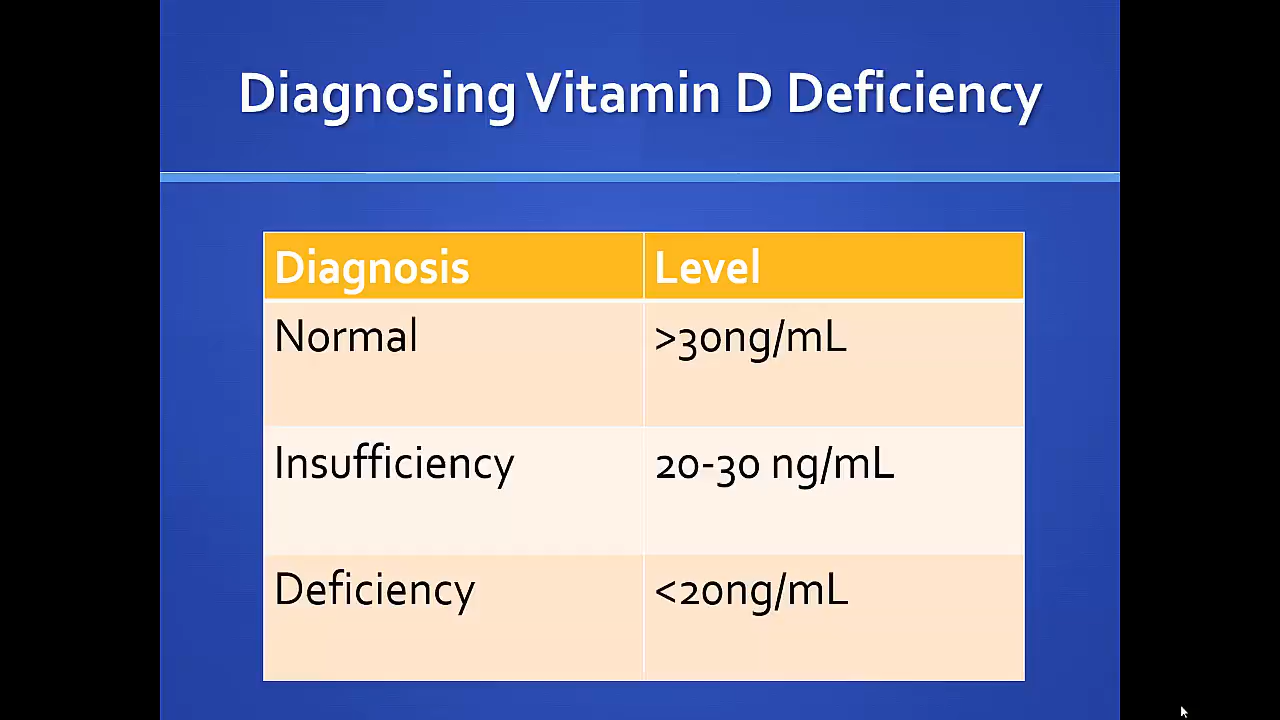 Diagnosing Vitamin D Deficiency
Diagnosis Level
Normal >30ng/mL
Insufficiency 20-30 ng/mL
Deficiency <20ng/mL